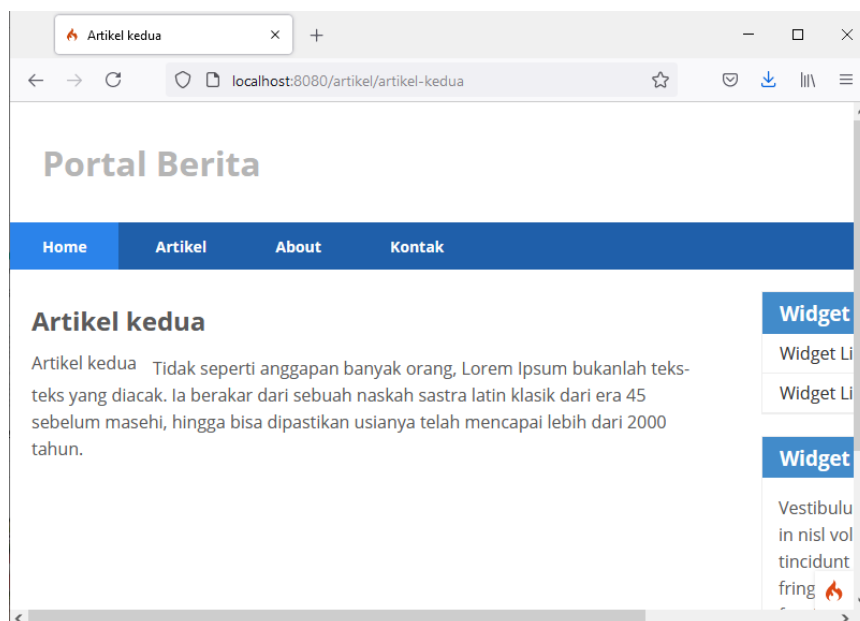 Artikel kedua
localhost:8080/artikel/artikel-kedua
Portal Berita
Home Artikel About Kontak
Artikel kedua
Artikel kedua Tidak seperti anggapan banyak orang, Lorem Ipsum bukanlah teks-
teks yang diacak. Ia berakar dari sebuah naskah sastra latin klasik dari era 45
sebelum masehi, hingga bisa dipastikan usianya telah mencapai lebih dari 2000
tahun.
Widget
Widget Li
Widget Li
Widget
Vestibulu
in nisl vol
tincidunt
fring